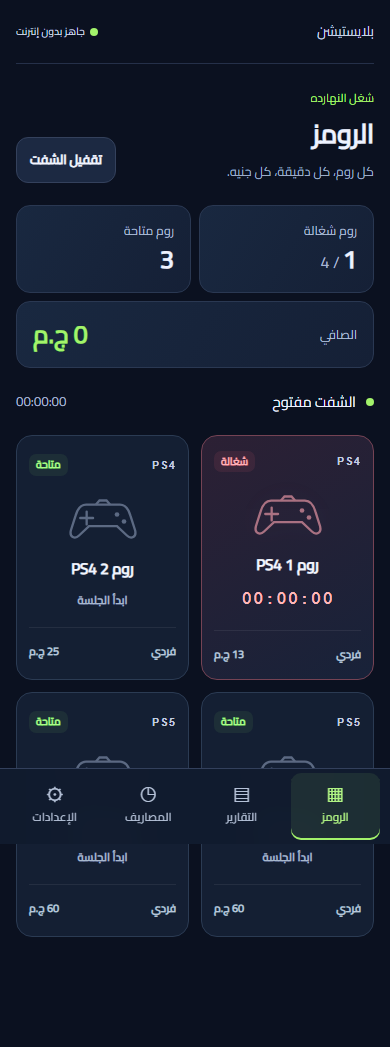 بلايستيشن
جاهز بدون إنترنت
شغل النهارده
الرومز
كل روم، كل دقيقة، كل جنيه.
تقفيل الشفت
روم شغالة
1 / 4
روم متاحة
3
الصافي
0 ج.م
الشفت مفتوح
00:00:00
PS4
شغالة
روم 1 PS4
00:00:00
فردي
13 ج.م
PS4
متاحة
روم 2 PS4
ابدأ الجلسة
فردي
25 ج.م
PS5
متاحة
ابدأ الجلسة
فردي
60 ج.م
PS5
متاحة
ابدأ الجلسة
فردي
60 ج.م
الرومز
التقارير
المصاريف
الإعدادات